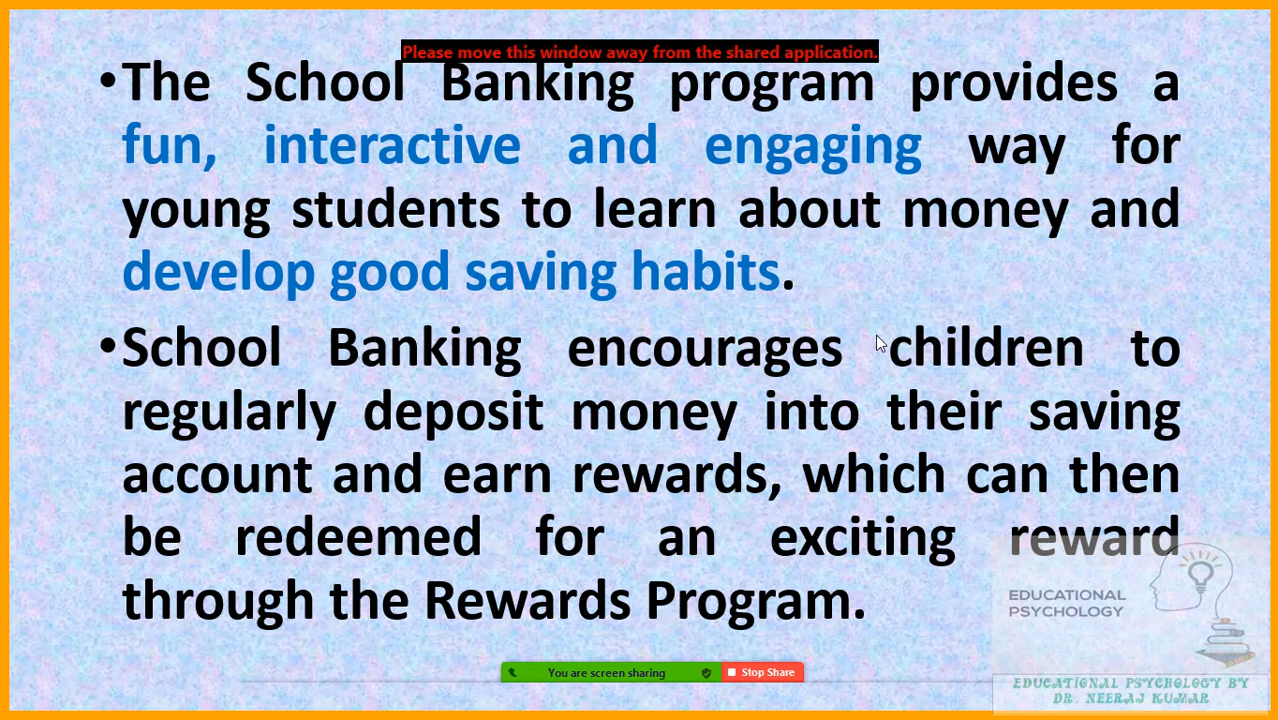 Please move this window away from the shared application.
•The School Banking program provides a
fun, interactive and engaging way for
young students to learn about money and
develop good saving habits.
•School Banking encourages children to
regularly deposit money into their saving
account and earn rewards, which can then
be redeemed for an exciting reward
through the Rewards Program.
EDUCATIONAL
PSYCHOLOGY
You are screen sharing
Stop Share
EDUCATIONAL PSYCHOLOGY BY
DR. NEERAJ KUMAR